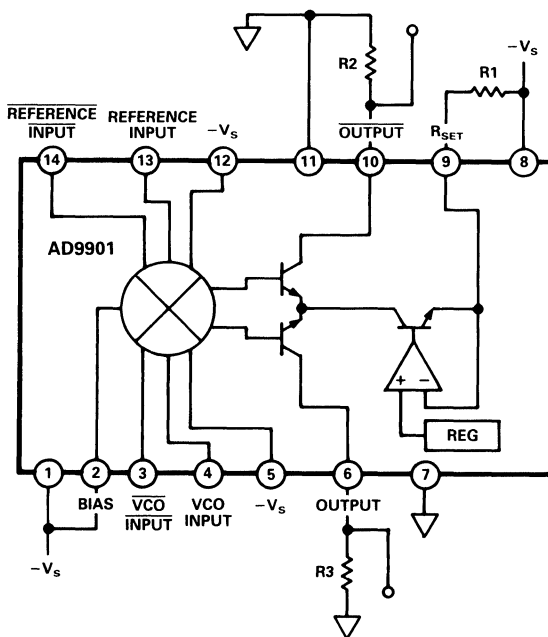 R2
−Vs
R1
REFERENCE
INPUT
REFERENCE
INPUT
−Vs
OUTPUT
RSET
14
13
12
11
10
9
8
AD9901
+
−
REG
1
2
3
4
5
6
7
BIAS
VCO
INPUT
VCO
INPUT
−Vs
OUTPUT
−Vs
R3